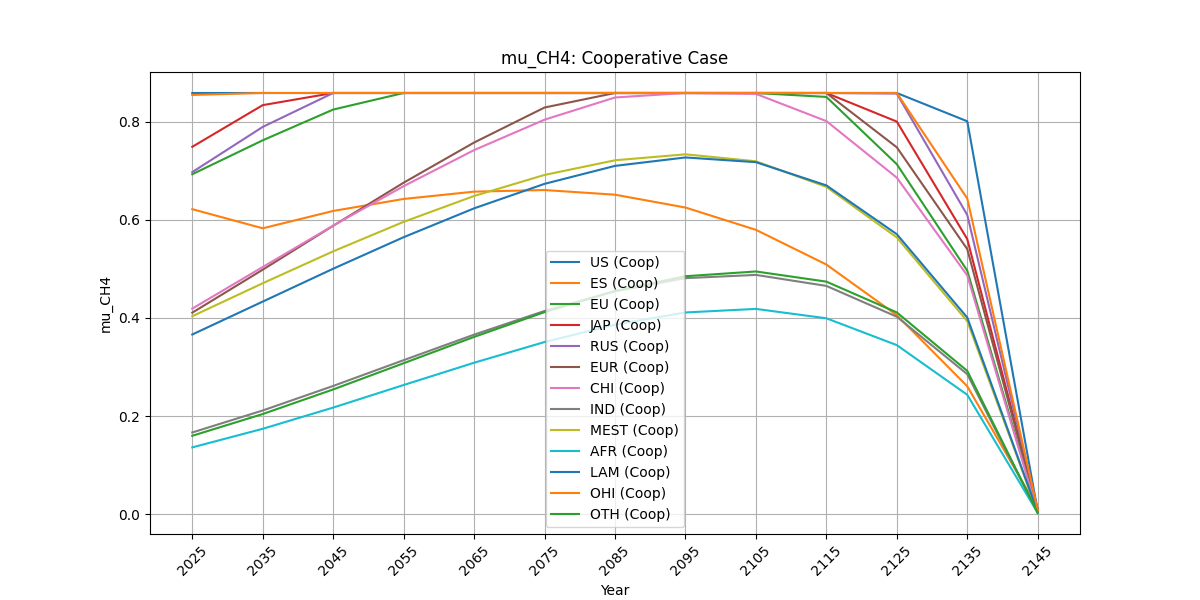 mu_CH4: Cooperative Case
mu_CH4
0.8
0.6
0.4
0.2
0.0
US (Coop)
ES (Coop)
EU (Coop)
JAP (Coop)
RUS (Coop)
EUR (Coop)
CHI (Coop)
IND (Coop)
MEST (Coop)
AFR (Coop)
LAM (Coop)
OHI (Coop)
OTH (Coop)
2025 2035 2045 2055 2065 2075 2085 2095 2105 2115 2125 2135 2145
Year